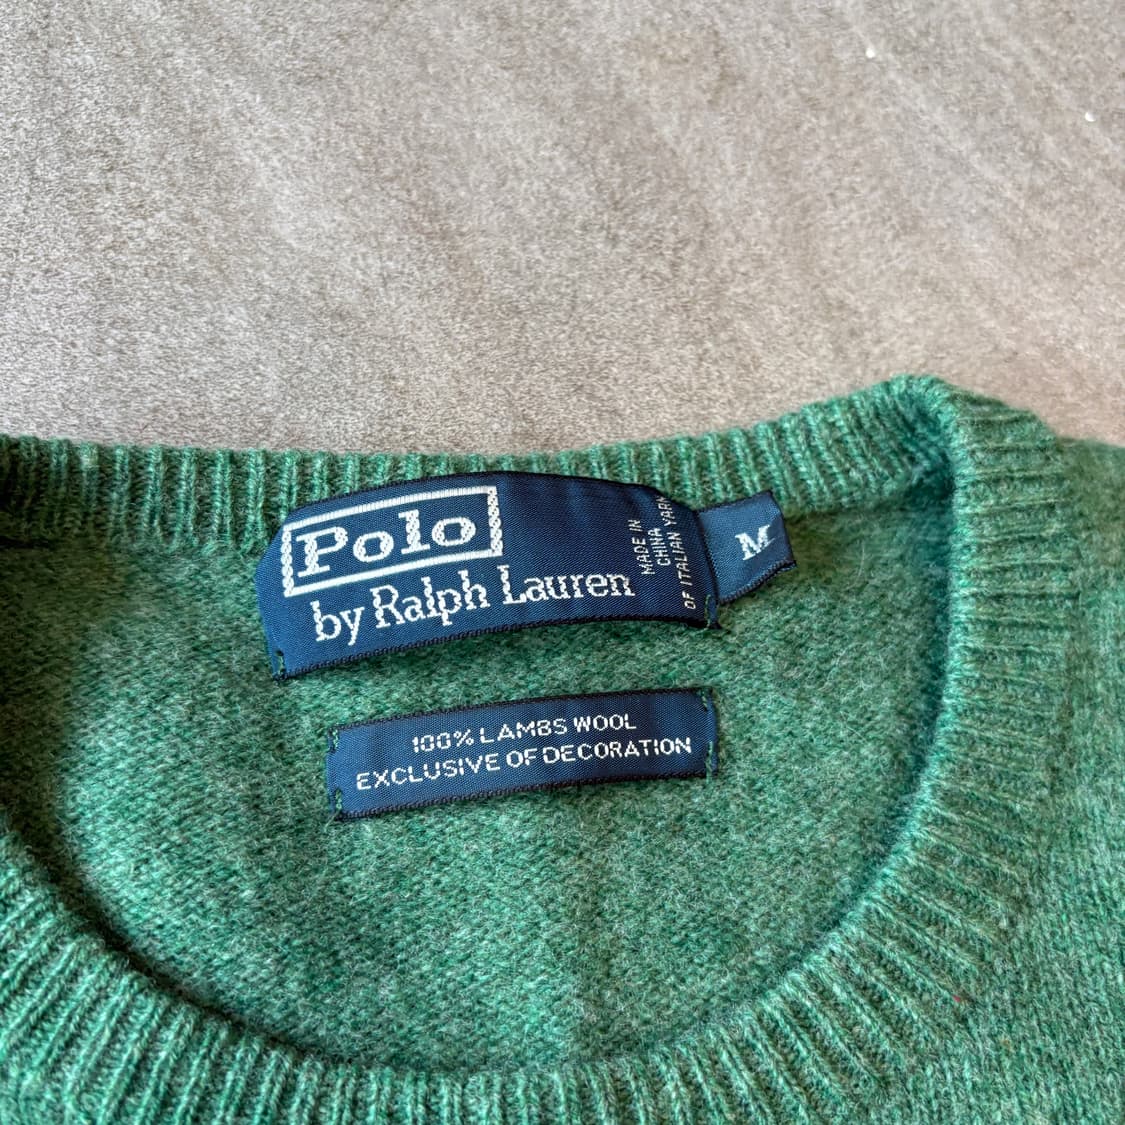 Polo
by Ralph Lauren
MADE IN
CHINA
OF ITALIAN YARN
M
100% LAMBS WOOL
EXCLUSIVE OF DECORATION